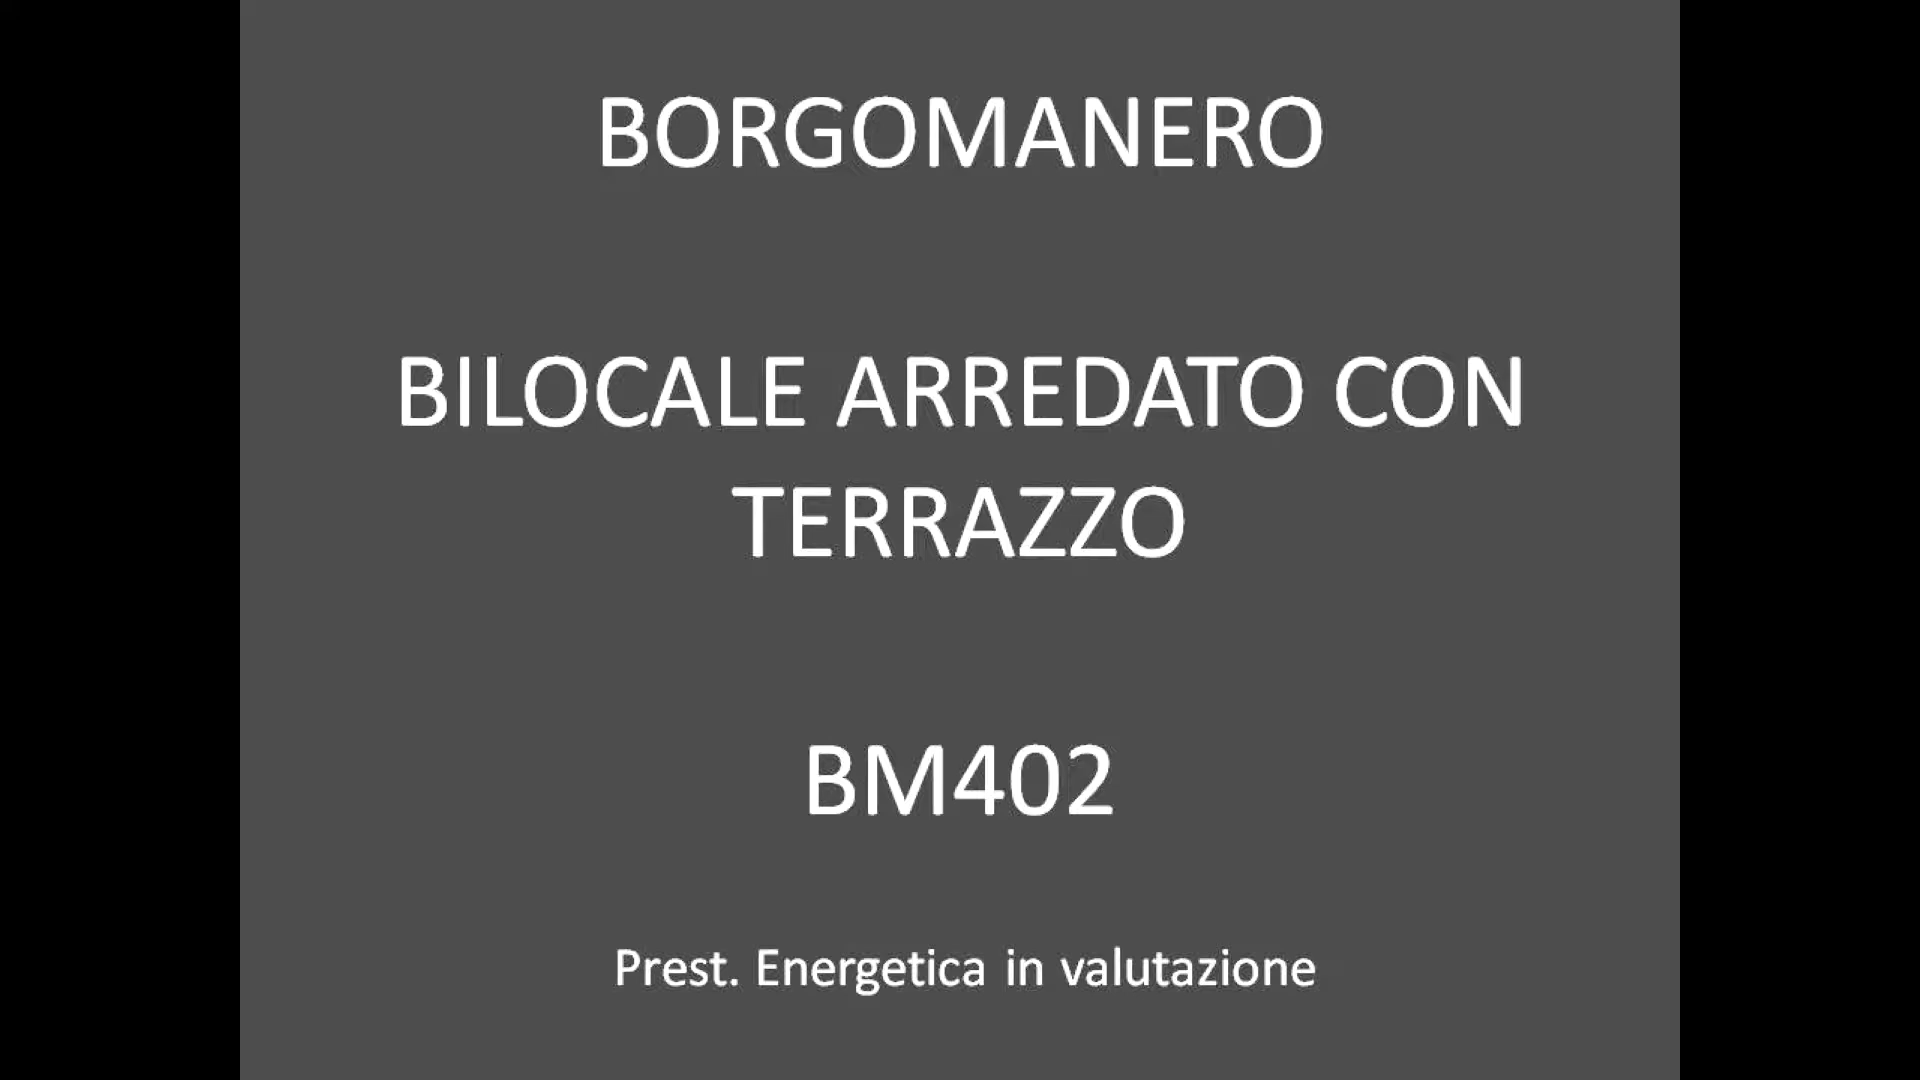 BORGOMANERO
BILOCALE ARREDATO CON
TERRAZZO
BM402
Prest. Energetica in valutazione